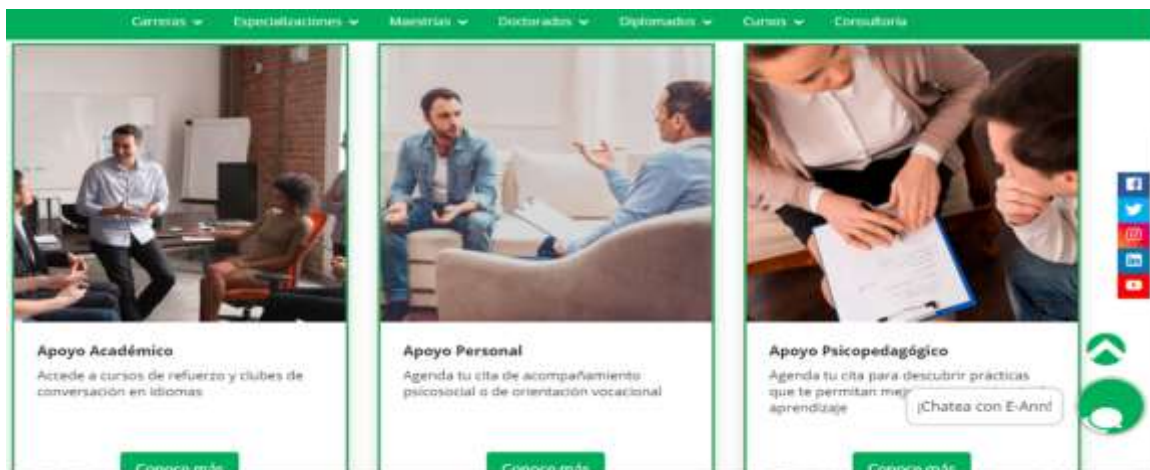 Carreras Especializaciones Maestrías Doctorados Diplomados Cursos Consultoría
Apoyo Académico
Accede a cursos de refuerzo y clubes de
conversación en idiomas
Conoce más
Apoyo Personal
Agenda tu cita de acompañamiento
psicosocial o de orientación vocacional
Conoce más
Apoyo Psicopedagógico
Agenda tu cita para descubrir prácticas
que te permitan
aprendizaje
Conoce más
¡Chatea con E-Ann!